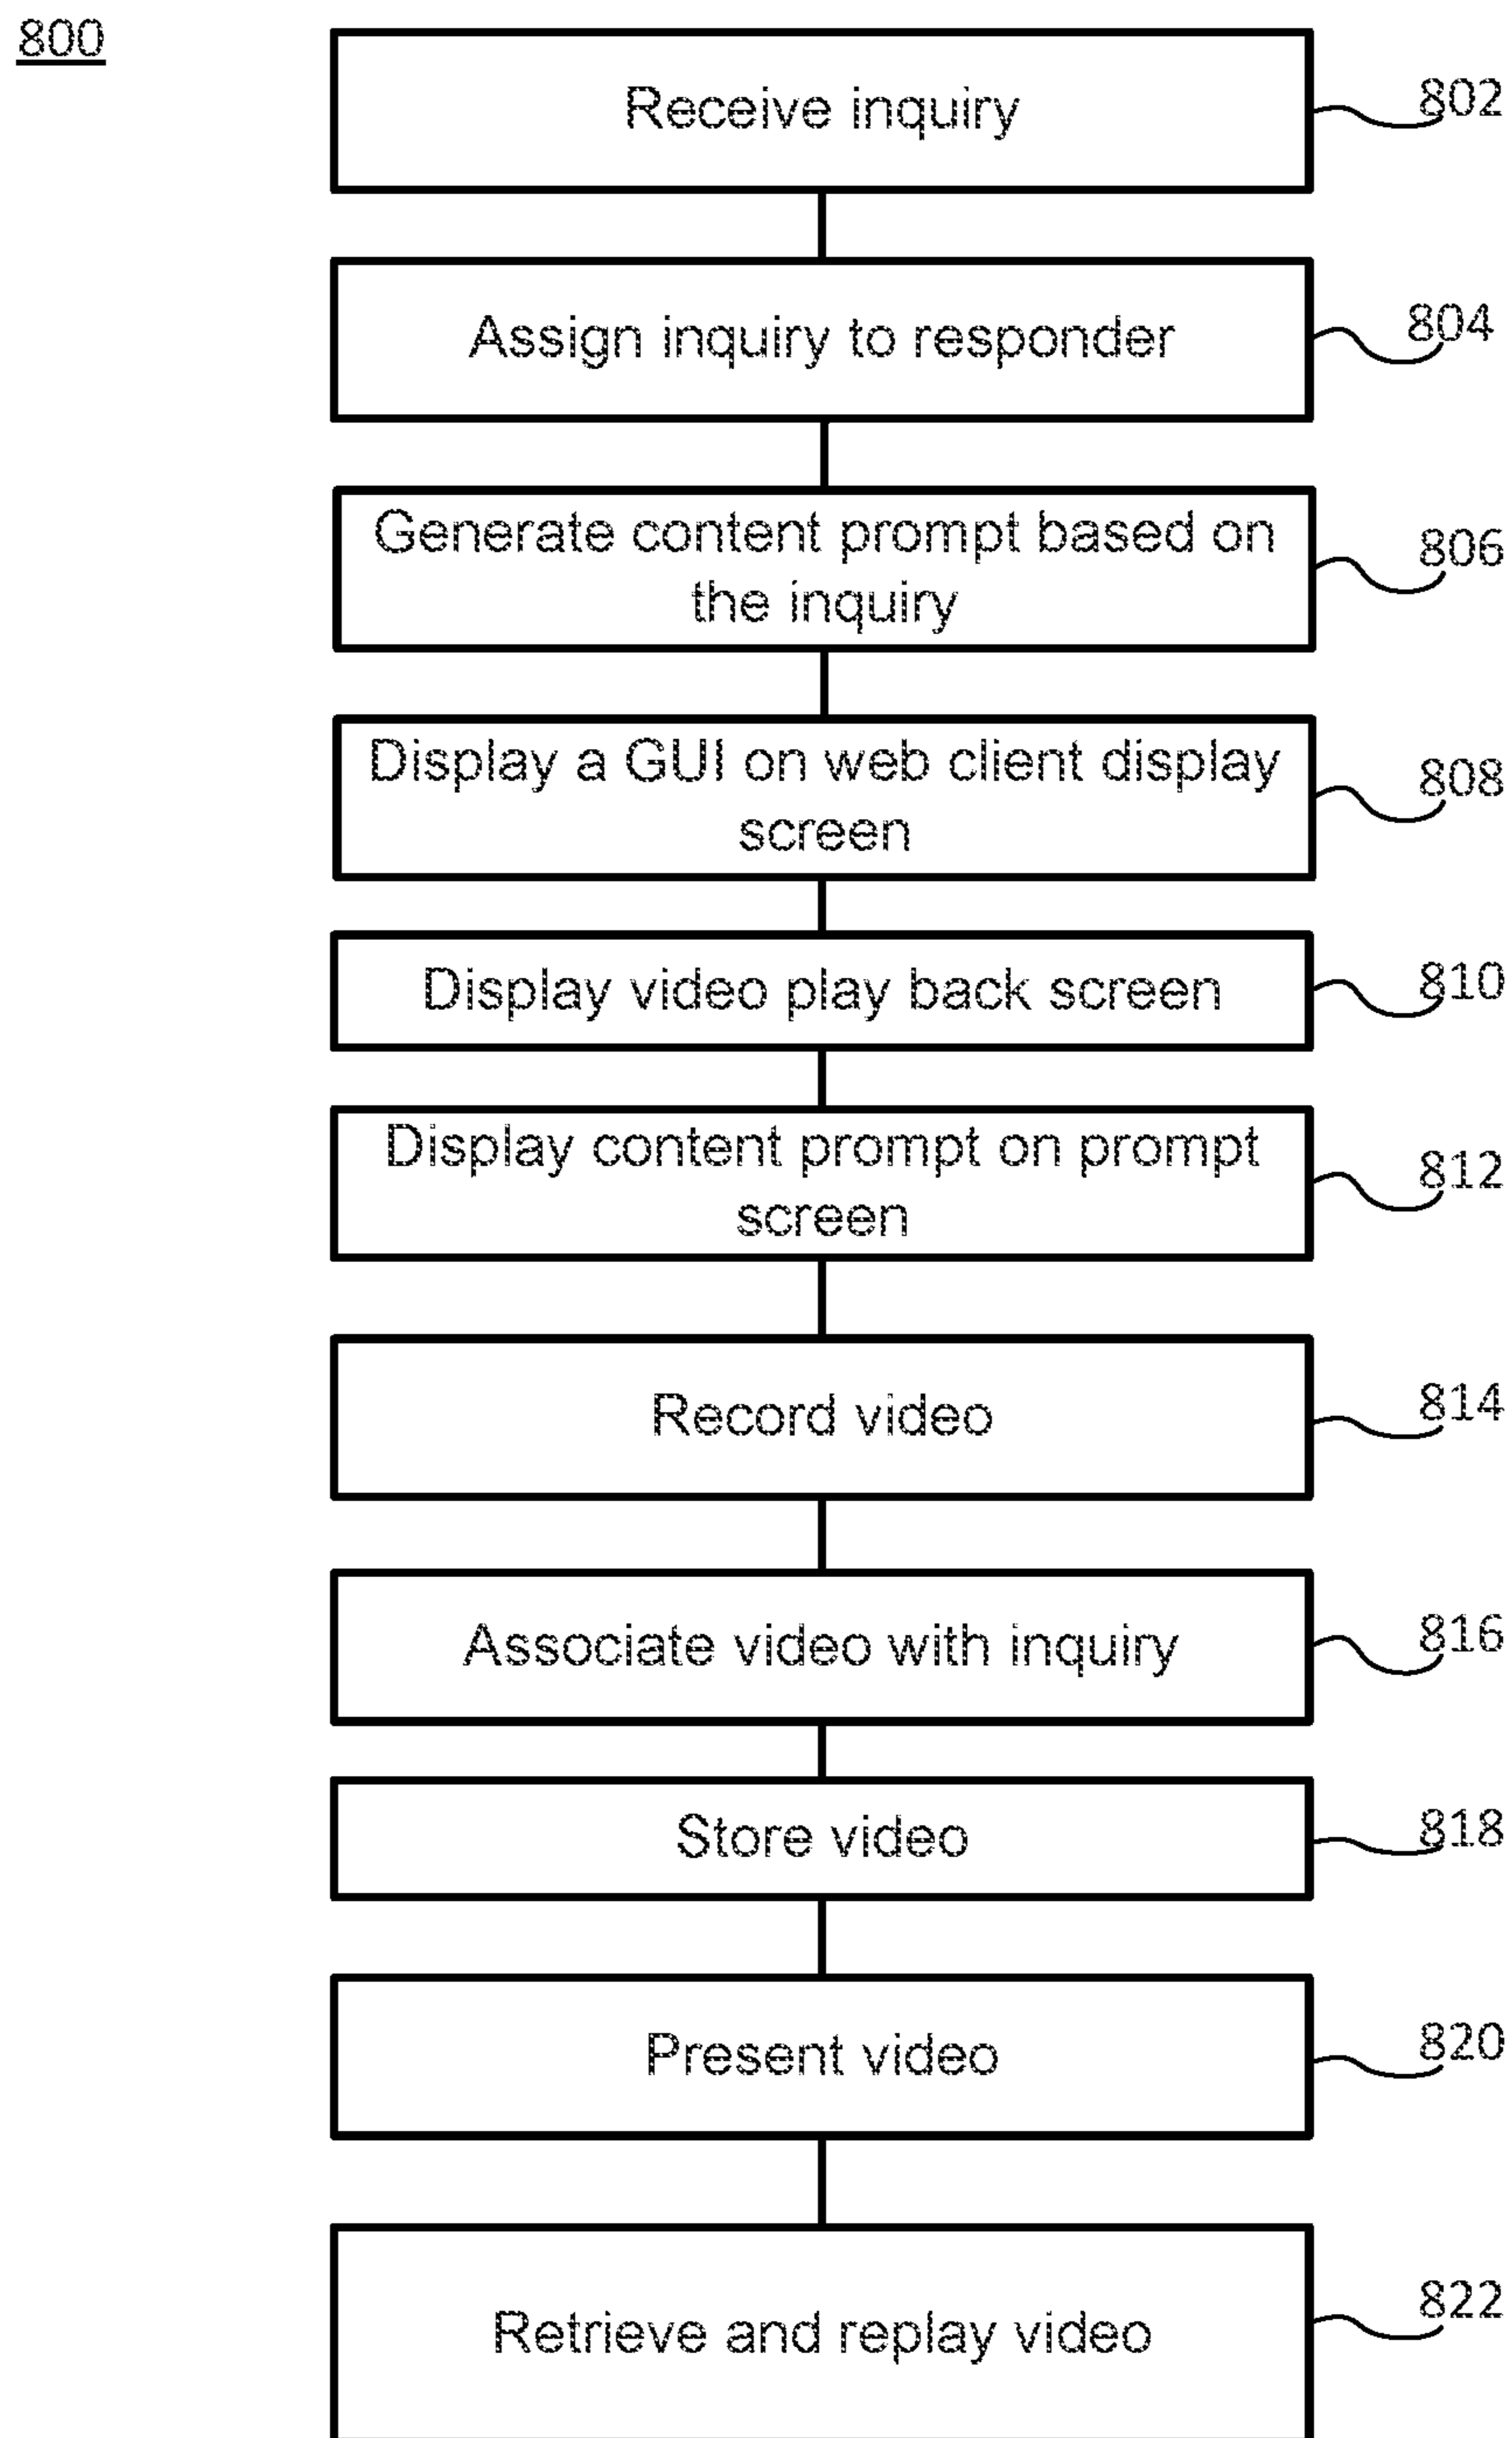 800
Receive inquiry
802
Assign inquiry to responder
804
Generate content prompt based on
the inquiry
806
Display a GUI on web client display
screen
808
Display video play back screen
810
Display content prompt on prompt
screen
812
Record video
814
Associate video with inquiry
816
Store video
818
Present video
820
Retrieve and replay video
822